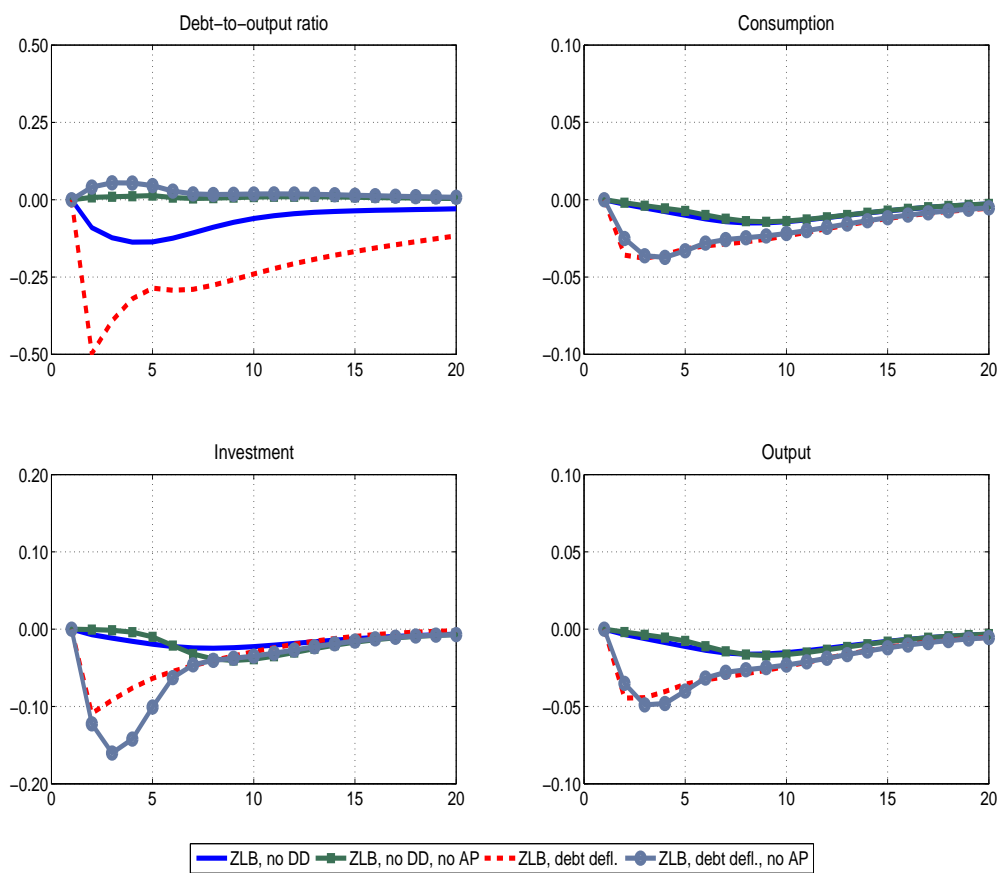 Debt−to−output ratio
0.50
0.25
0.00
−0.25
−0.50
0 5 10 15 20
Consumption
0.10
0.05
0.00
−0.05
−0.10
0 5 10 15 20
Investment
0.20
0.10
0.00
−0.10
−0.20
0 5 10 15 20
Output
0.10
0.05
0.00
−0.05
−0.10
0 5 10 15 20
ZLB, no DD ZLB, no DD, no AP ZLB, debt defl. ZLB, debt defl., no AP